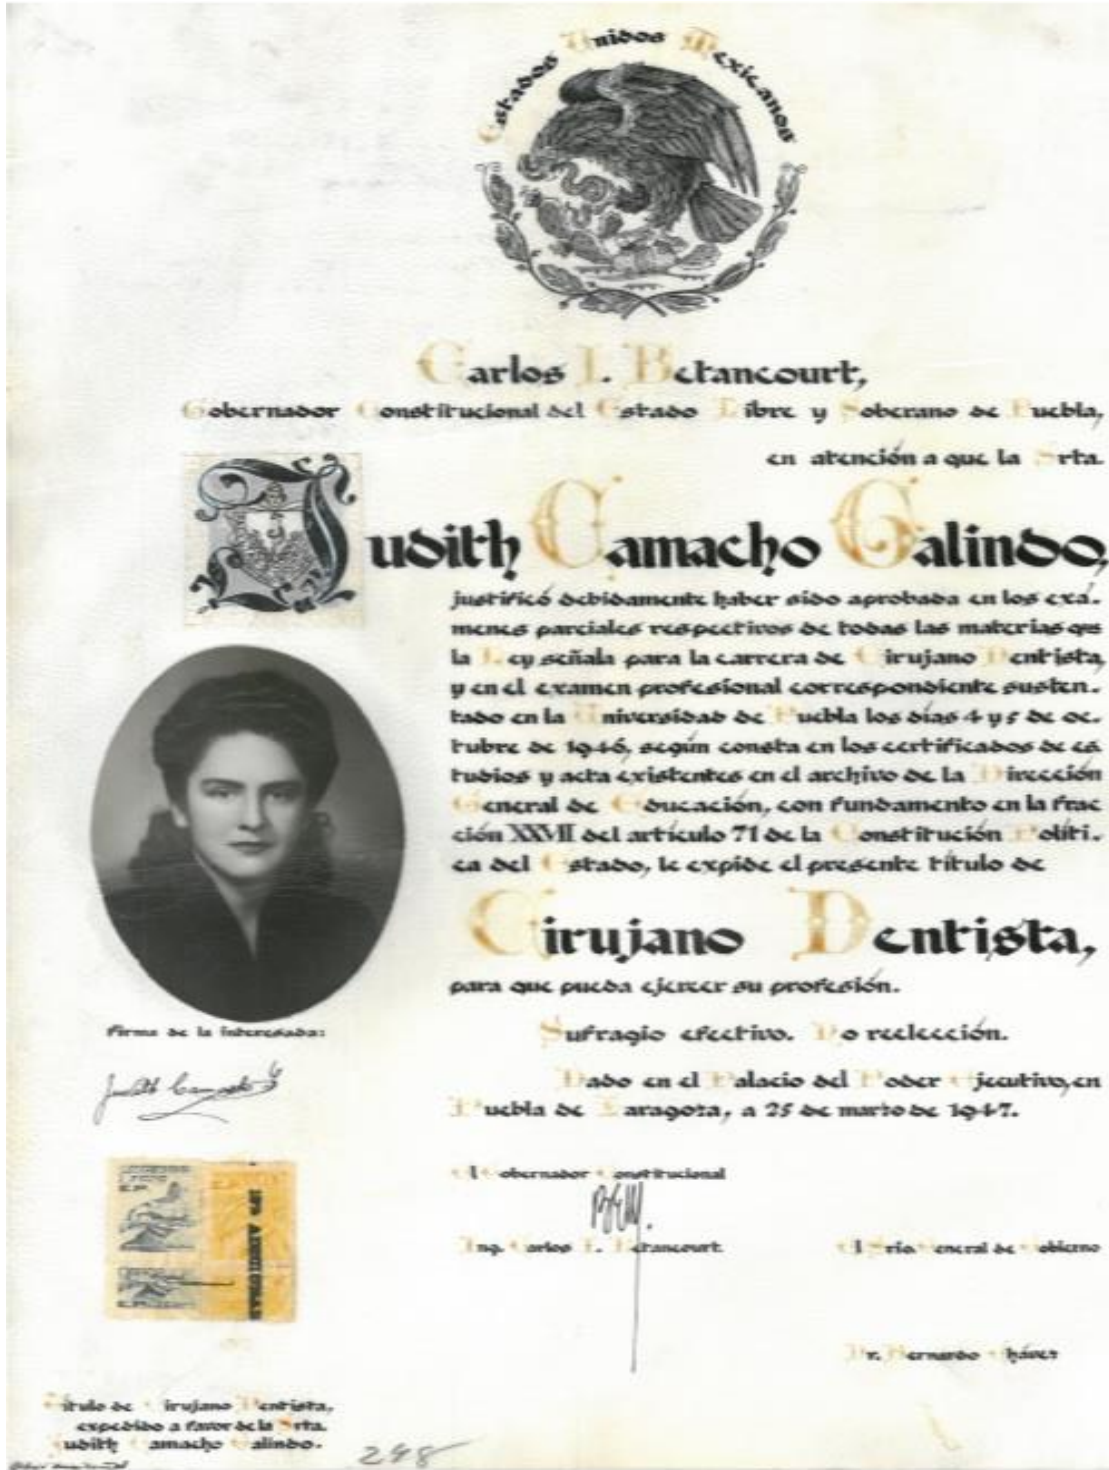 Estados Unidos Mexicanos
Carlos I. Betancourt,
Gobernador Constitucional del Estado Libre y Soberano de Puebla,
en atención a que la Srta.
Judith Camacho Galindo,
justificó debidamente haber sido aprobada en los exá-
menes parciales respectivos de todas las materias que
la Ley señala para la carrera de Cirujano Dentista,
y en el examen profesional correspondiente susten-
tado en la Universidad de Puebla los días 4 y 5 de oc-
tubre de 1946, según consta en los certificados de es
tudios y acta existentes en el archivo de la Dirección
General de Educación, con fundamento en la frac
ción XXVII del artículo 71 de la Constitución Políti-
ca del Estado, le expide el presente título de
Cirujano Dentista,
para que pueda ejercer su profesión.
Firma de la interesada:
Judith Camacho G
Sufragio efectivo. No reelección.
Dado en el Palacio del Poder Ejecutivo, en
Puebla de Zaragoza, a 25 de marzo de 1947.
El Gobernador Constitucional
Ing. Carlos I. Betancourt.
El Srio. General de Gobierno
Dr. Bernardo Chávez
15% ADICIONAL
Título de Cirujano Dentista,
expedido a favor de la Srta.
Judith Camacho Galindo.
248